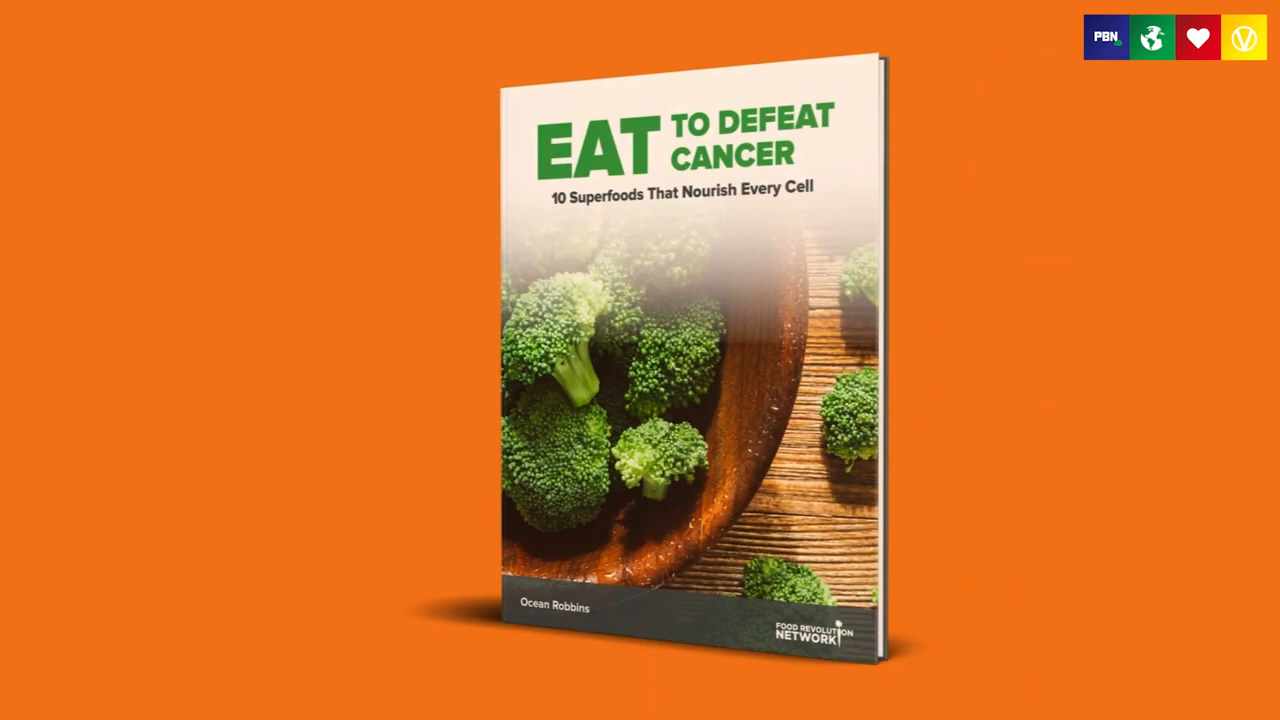 PBN
EAT TO DEFEAT
CANCER
10 Superfoods That Nourish Every Cell
Ocean Robbins
FOOD REVOLUTION
NETWORK